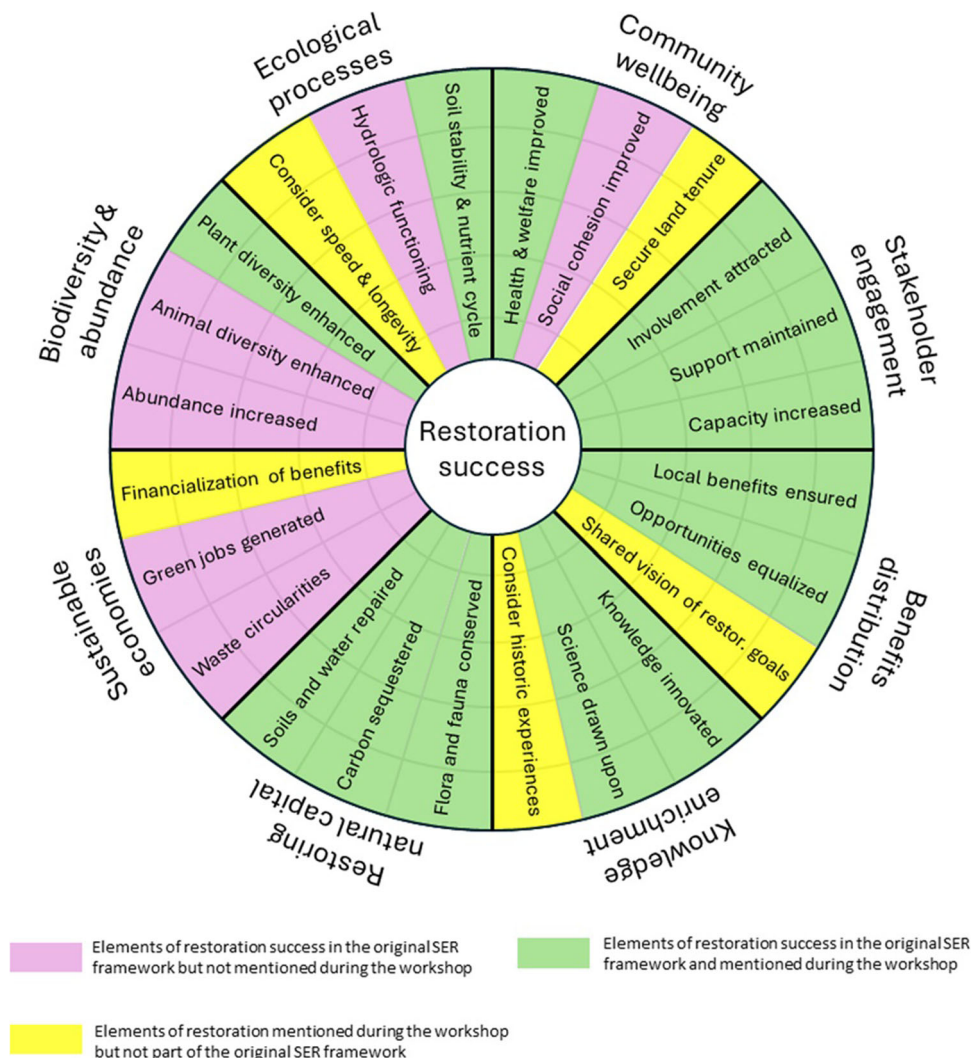 Ecological
processes
Community
wellbeing
Stakeholder
engagement
Benefits
distribution
Knowledge
enrichment
Restoring
natural capital
Sustainable
economies
Biodiversity &
abundance
Soil stability & nutrient cycle
Hydrologic functioning
Consider speed & longevity
Health & welfare improved
Social cohesion improved
Secure land tenure
Involvement attracted
Support maintained
Capacity increased
Local benefits ensured
Opportunities equalized
Shared vision of restor. goals
Knowledge innovated
Science drawn upon
Consider historic experiences
Flora and fauna conserved
Carbon sequestered
Soils and water repaired
Waste circularities
Green jobs generated
Financialization of benefits
Abundance increased
Animal diversity enhanced
Plant diversity enhanced
Restoration
success
Elements of restoration success in the original SER
framework but not mentioned during the workshop
Elements of restoration success in the original SER
framework and mentioned during the workshop
Elements of restoration mentioned during the workshop
but not part of the original SER framework